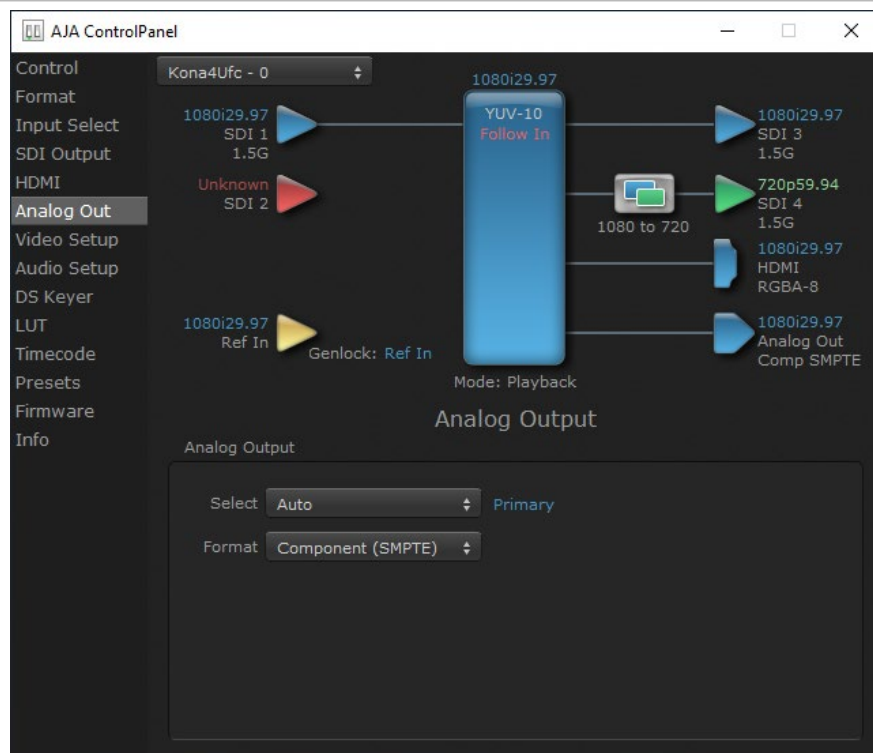 AJA ControlPanel
Control
Format
Input Select
SDI Output
HDMI
Analog Out
Video Setup
Audio Setup
DS Keyer
LUT
Timecode
Presets
Firmware
Info
Kona4Ufc - 0
1080i29.97
SDI 1
1.5G
Unknown
SDI 2
1080i29.97
Ref In
Genlock: Ref In
1080i29.97
YUV-10
Follow In
Mode: Playback
1080 to 720
1080i29.97
SDI 3
1.5G
720p59.94
SDI 4
1.5G
1080i29.97
HDMI
RGBA-8
1080i29.97
Analog Out
Comp SMPTE
Analog Output
Analog Output
Select Auto Primary
Format Component (SMPTE)